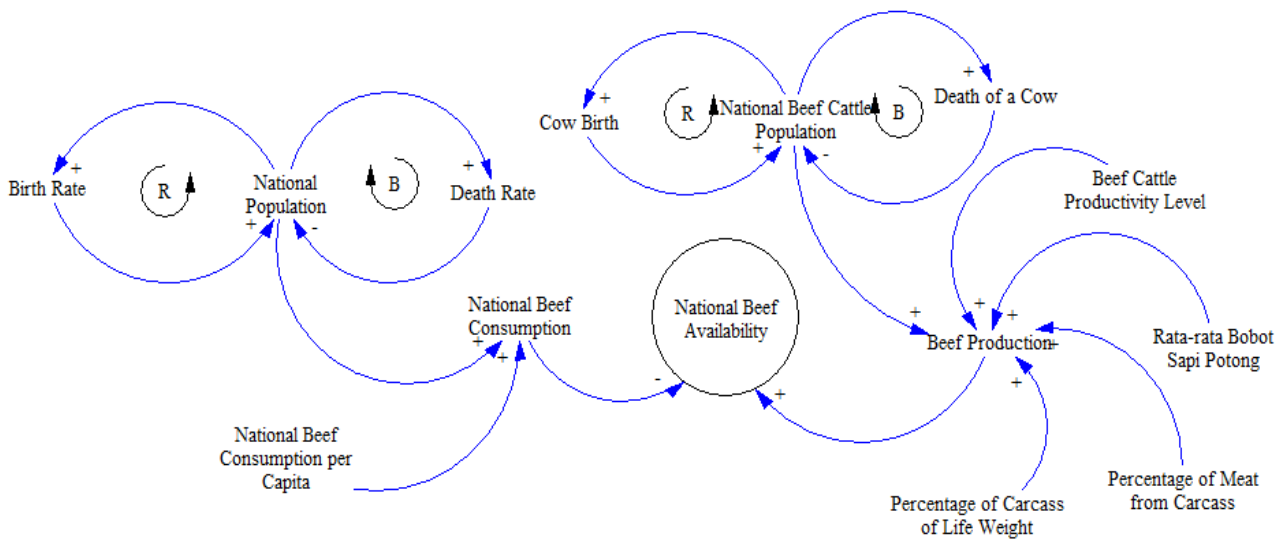 +
Death of a Cow
+
Cow Birth
R
National Beef Cattle
Population
B
+
-
+
Birth Rate
R
National
Population
B
+
Death Rate
+
-
Beef Cattle
Productivity Level
National Beef
Consumption
National Beef
Availability
+
+
+
Beef Production
+
Rata-rata Bobot
Sapi Potong
+
+
-
+
+
National Beef
Consumption per
Capita
Percentage of Carcass
of Life Weight
Percentage of Meat
from Carcass